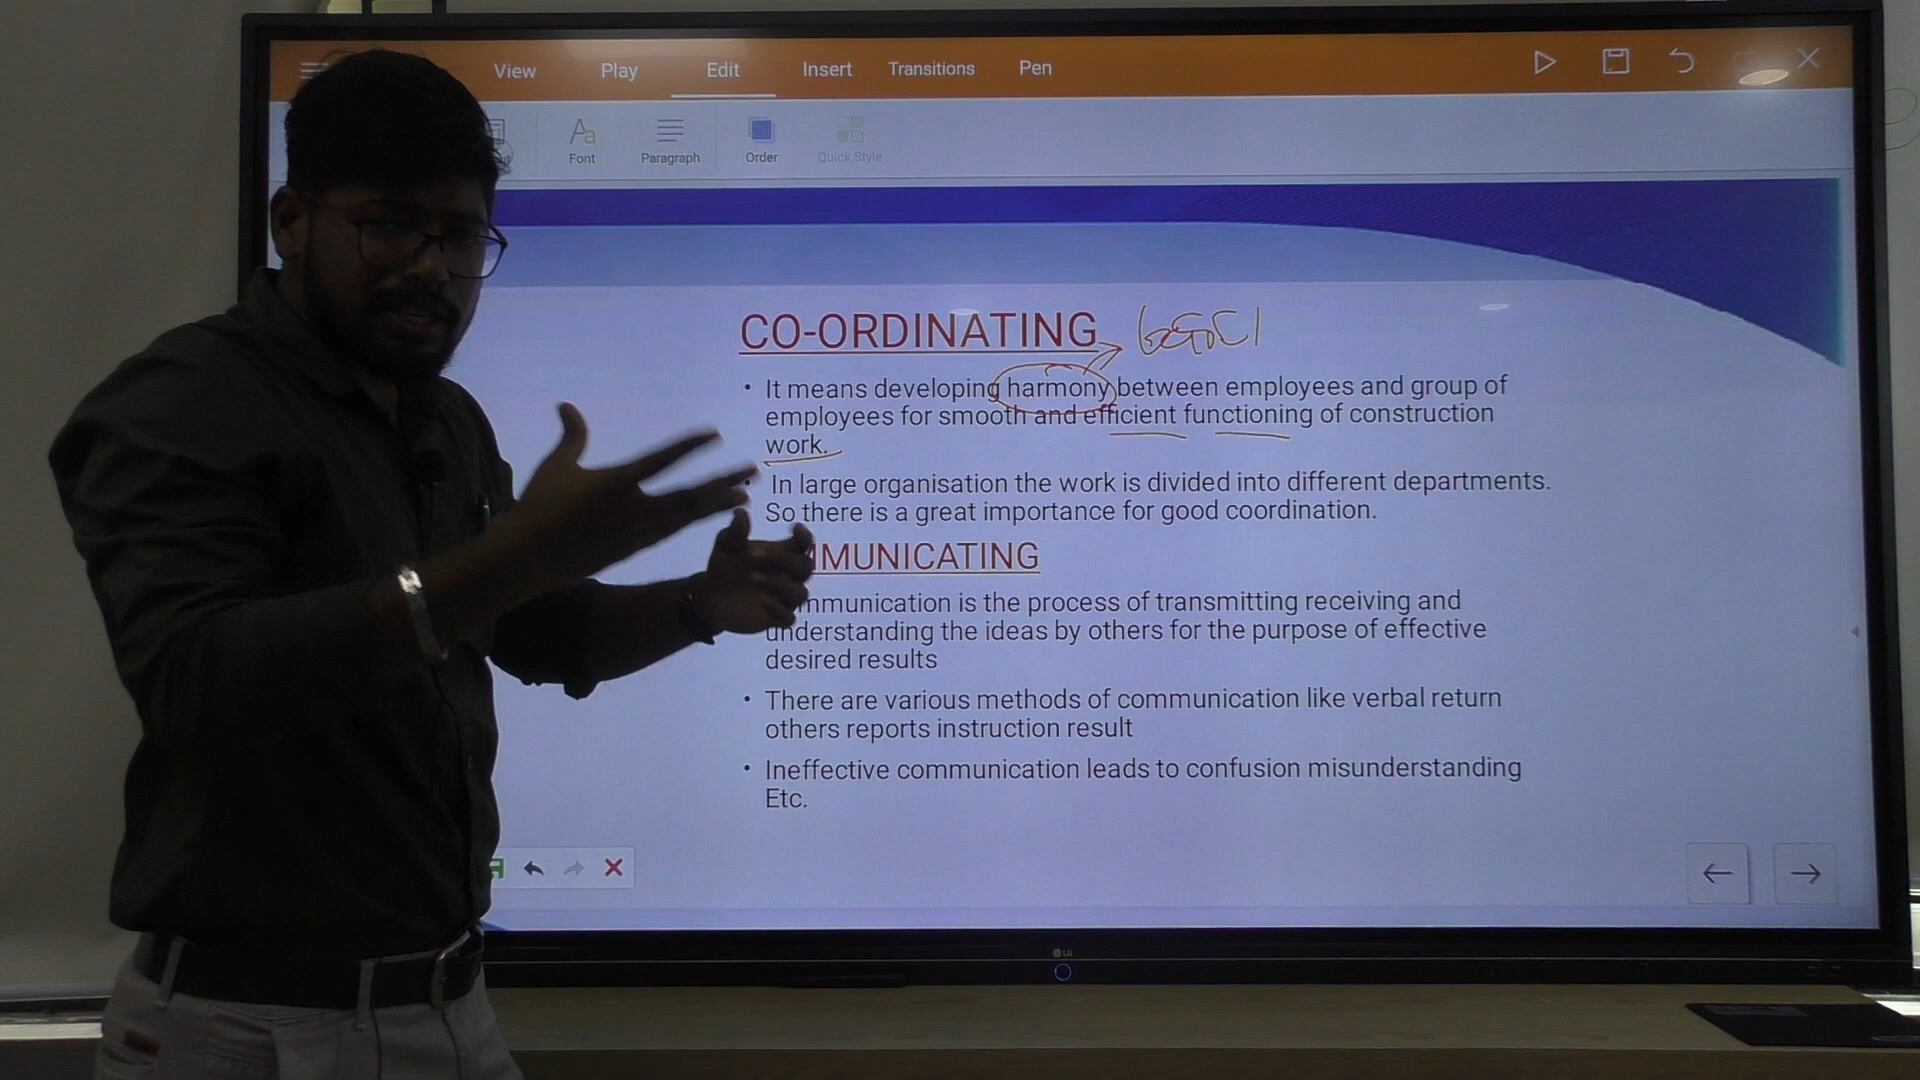 View Play Edit Insert Transitions Pen
Font Paragraph Order Quick Style
CO-ORDINATING
• It means developing harmony between employees and group of
employees for smooth and efficient functioning of construction
work.
• In large organisation the work is divided into different departments.
So there is a great importance for good coordination.
MMUNICATING
mmunication is the process of transmitting receiving and
understanding the ideas by others for the purpose of effective
desired results
• There are various methods of communication like verbal return
others reports instruction result
• Ineffective communication leads to confusion misunderstanding
Etc.
LG